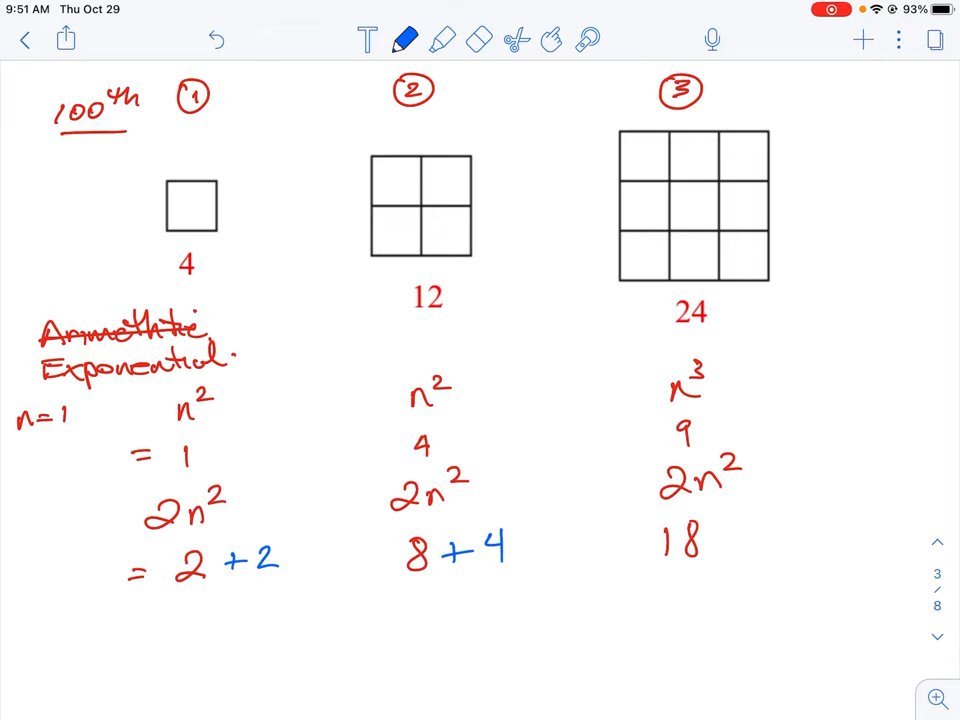 9:51 AM Thu Oct 29 93%
T
100th ① ② ③
4
12
24
Arimethtic
Exponential.
n=1 n² n² n³
= 1 4 9
2n² 2n² 2n²
= 2 +2 8 +4 18
3
/
8